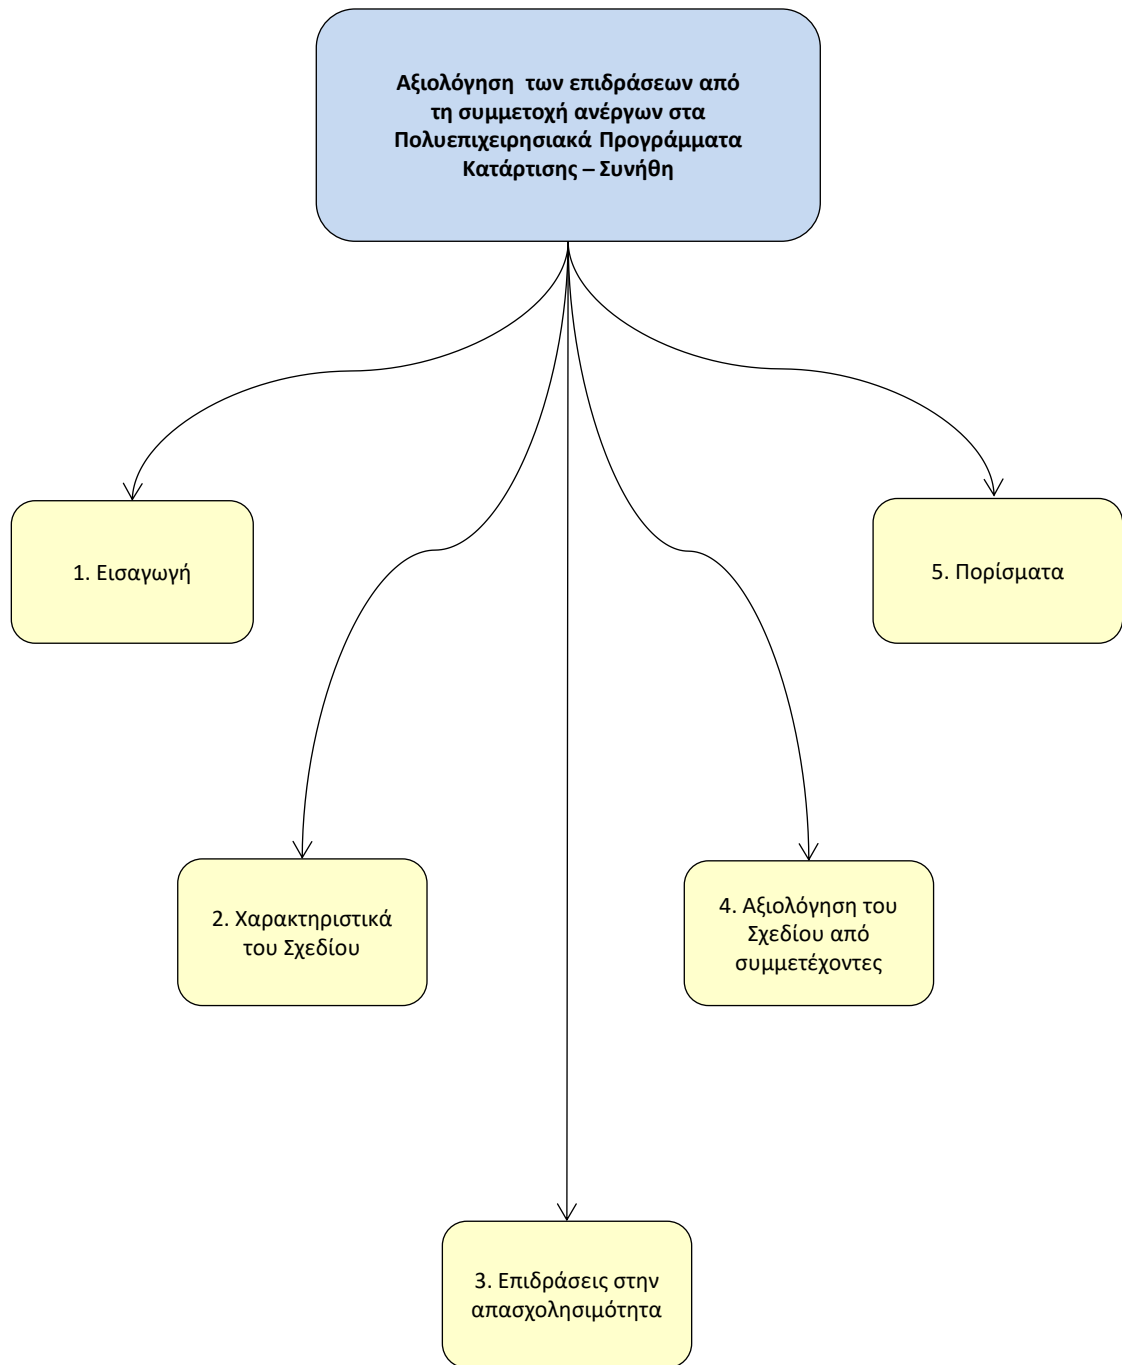 Αξιολόγηση των επιδράσεων από
τη συμμετοχή ανέργων στα
Πολυεπιχειρησιακά Προγράμματα
Κατάρτισης – Συνήθη
1. Εισαγωγή
5. Πορίσματα
2. Χαρακτηριστικά
του Σχεδίου
4. Αξιολόγηση του
Σχεδίου από
συμμετέχοντες
3. Επιδράσεις στην
απασχολησιμότητα